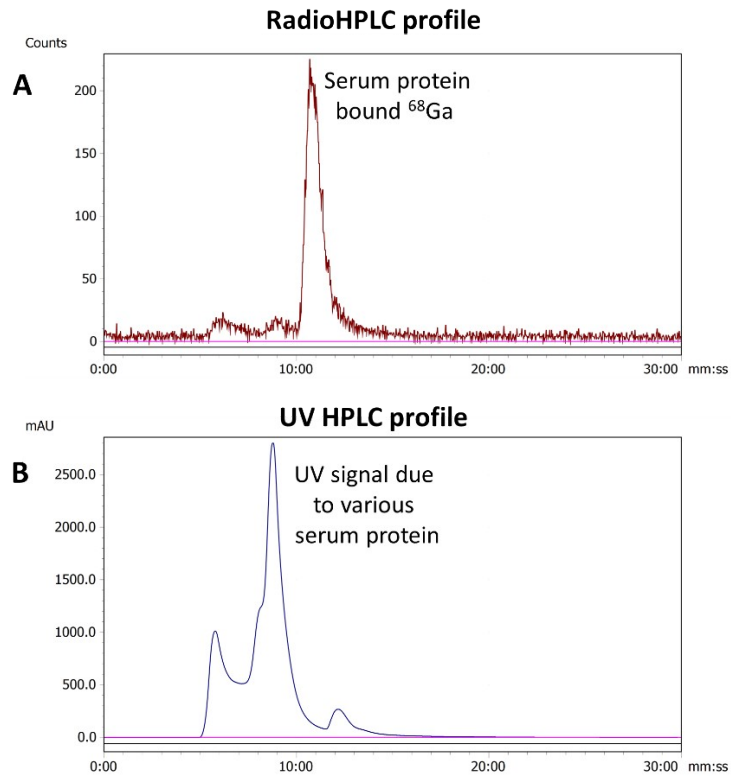 RadioHPLC profile
Counts
A
Serum protein
bound ⁶⁸Ga
200
150
100
50
0
0:00 10:00 20:00 30:00 mm:ss
UV HPLC profile
mAU
B
UV signal due
to various
serum protein
2500.0
2000.0
1500.0
1000.0
500.0
0.0
0:00 10:00 20:00 30:00 mm:ss